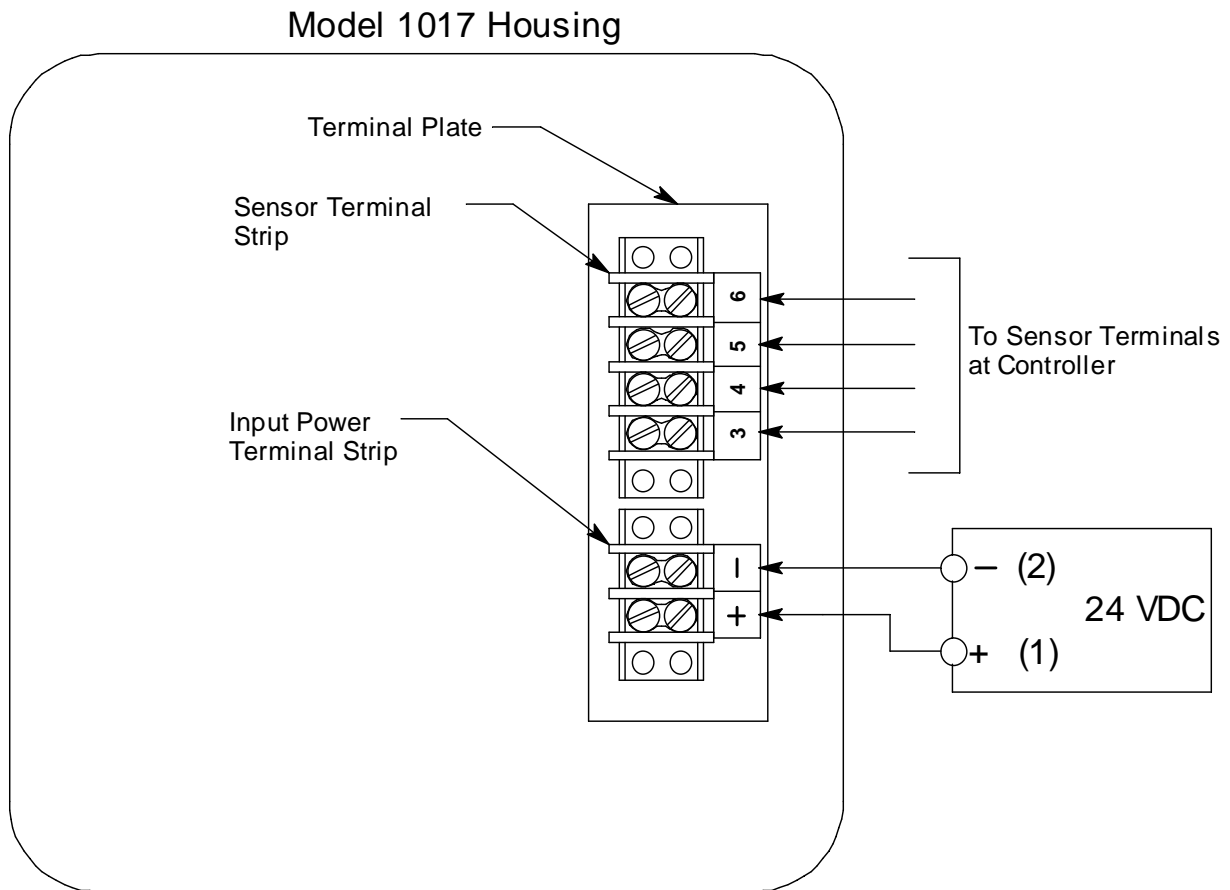 Model 1017 Housing
Terminal Plate
Sensor Terminal
Strip
6
5
4
3
To Sensor Terminals
at Controller
Input Power
Terminal Strip
−
+
− (2)
24 VDC
+ (1)